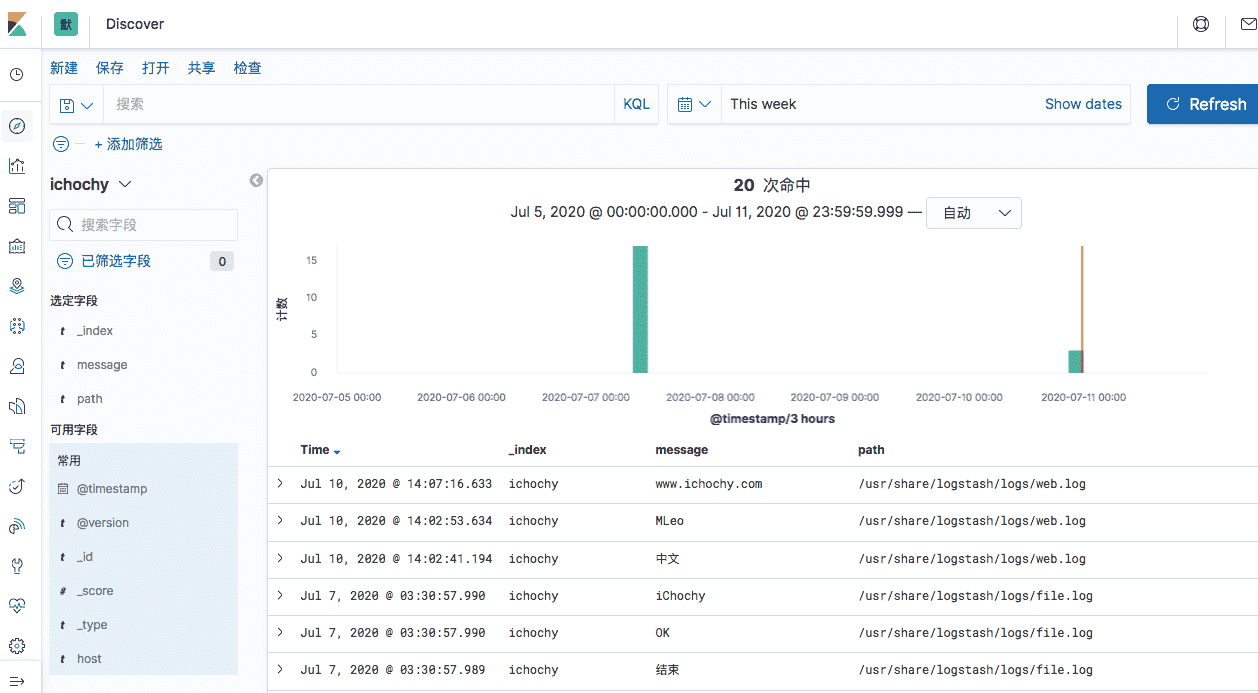 默 Discover
新建 保存 打开 共享 检查
搜索 KQL This week Show dates Refresh
+ 添加筛选
ichochy
搜索字段
已筛选字段 0
选定字段
t _index
t message
t path
可用字段
常用
@timestamp
t @version
t _id
# _score
t _type
t host
20 次命中
Jul 5, 2020 @ 00:00:00.000 - Jul 11, 2020 @ 23:59:59.999 — 自动
计数
15
10
5
0
2020-07-05 00:00 2020-07-06 00:00 2020-07-07 00:00 2020-07-08 00:00 2020-07-09 00:00 2020-07-10 00:00 2020-07-11 00:00
@timestamp/3 hours
Time _index message path
Jul 10, 2020 @ 14:07:16.633 ichochy www.ichochy.com /usr/share/logstash/logs/web.log
Jul 10, 2020 @ 14:02:53.634 ichochy MLeo /usr/share/logstash/logs/web.log
Jul 10, 2020 @ 14:02:41.194 ichochy 中文 /usr/share/logstash/logs/web.log
Jul 7, 2020 @ 03:30:57.990 ichochy iChochy /usr/share/logstash/logs/file.log
Jul 7, 2020 @ 03:30:57.990 ichochy OK /usr/share/logstash/logs/file.log
Jul 7, 2020 @ 03:30:57.989 ichochy 结束 /usr/share/logstash/logs/file.log